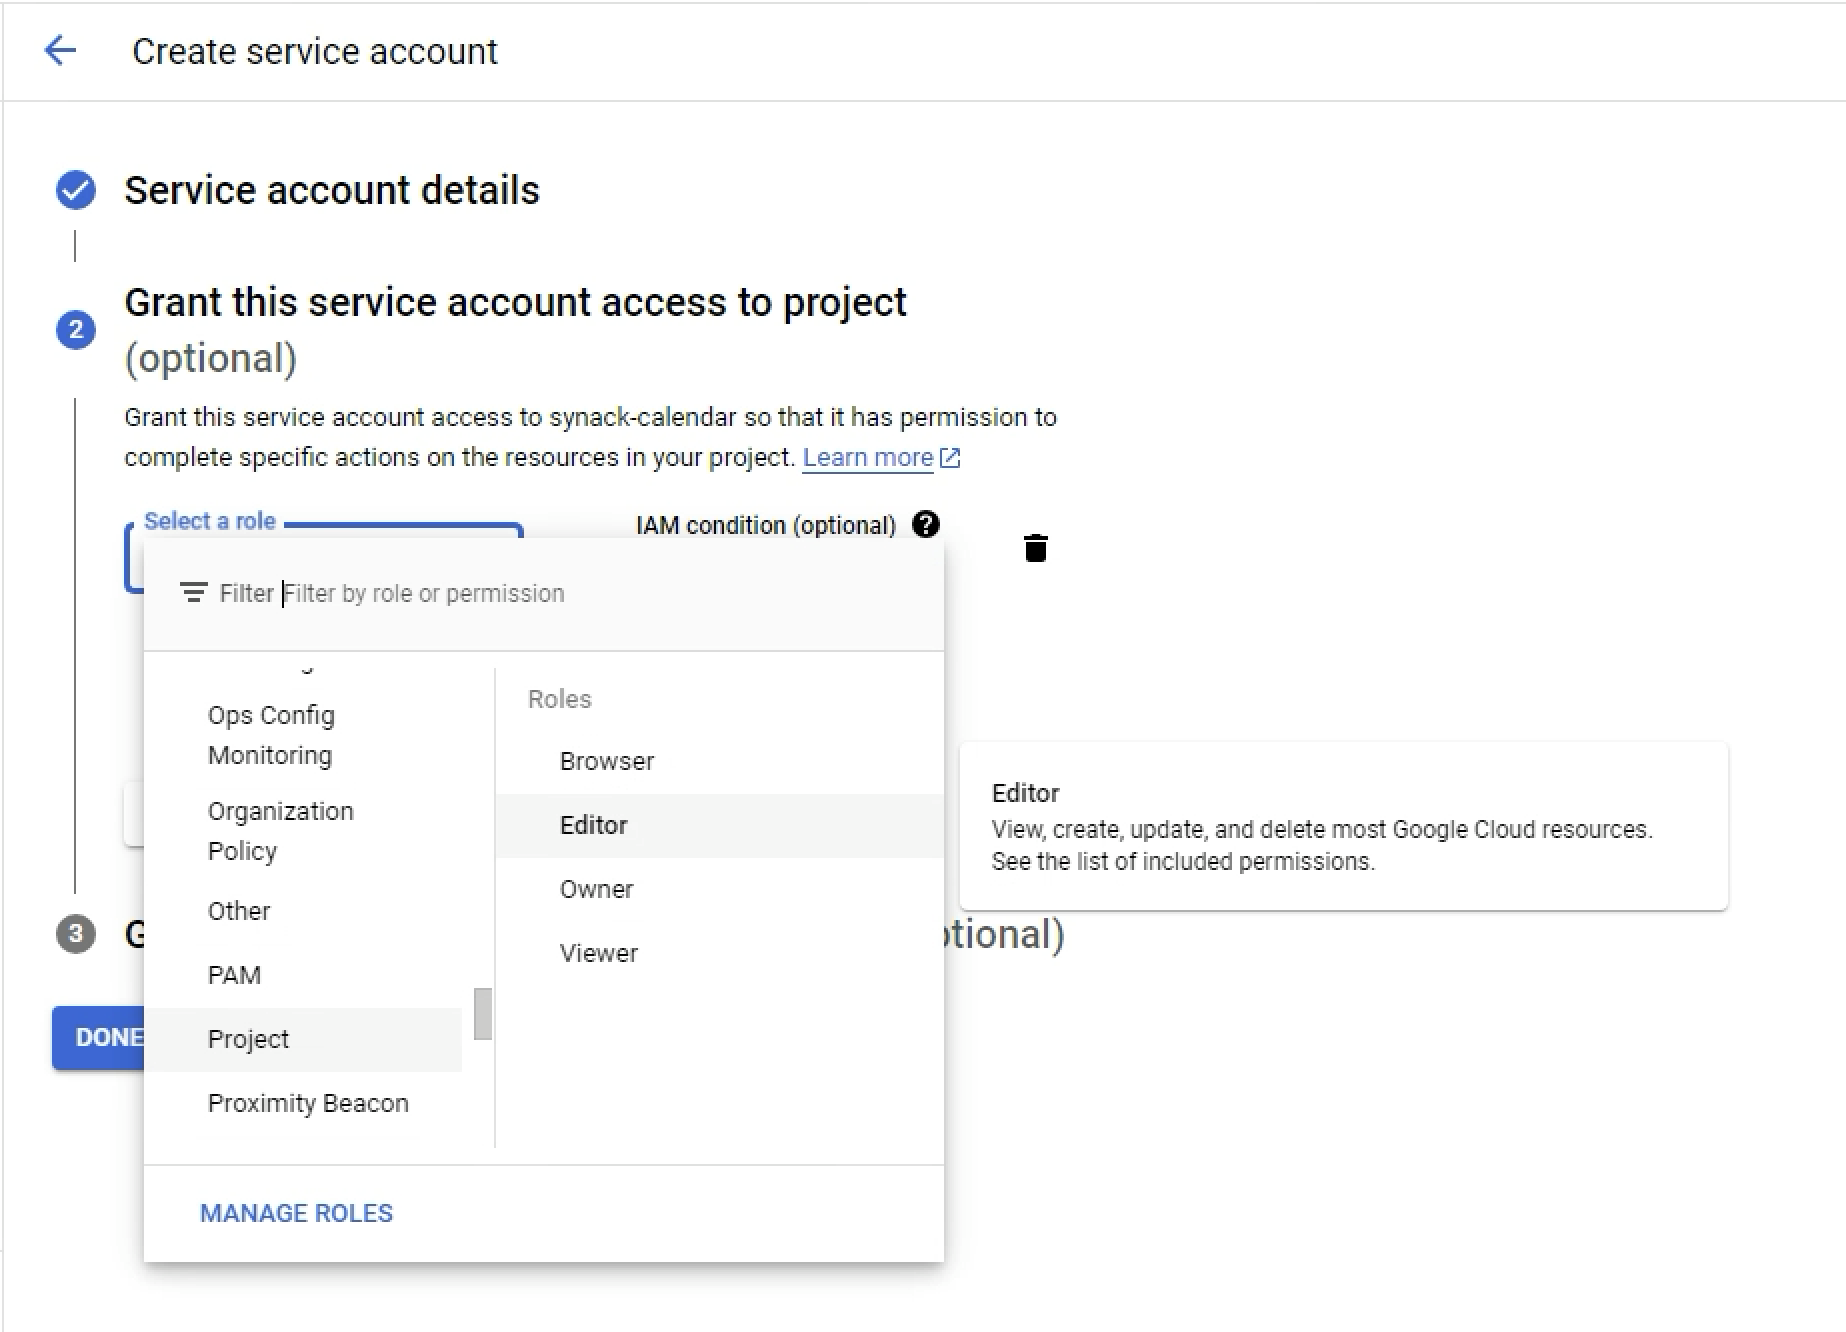 Create service account
Service account details
2
Grant this service account access to project
(optional)
Grant this service account access to synack-calendar so that it has permission to
complete specific actions on the resources in your project. Learn more
Select a role
IAM condition (optional)
?
Filter Filter by role or permission
Ops Config
Monitoring
Organization
Policy
Other
PAM
Project
Proximity Beacon
Roles
Browser
Editor
Owner
Viewer
Editor
View, create, update, and delete most Google Cloud resources.
See the list of included permissions.
3
DONE
MANAGE ROLES